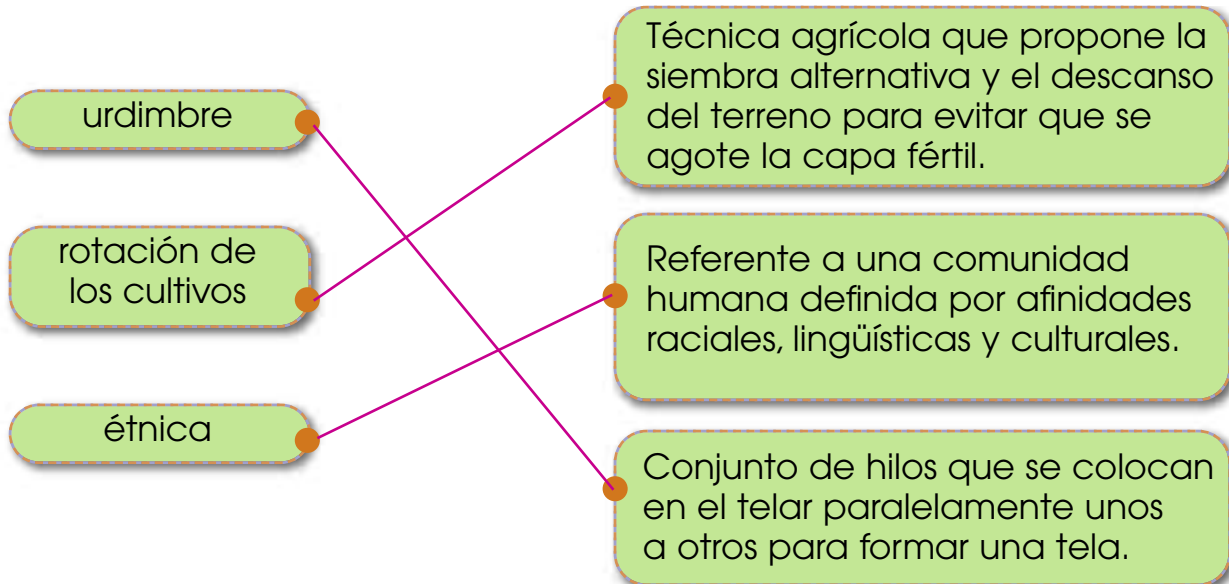 urdimbre
rotación de
los cultivos
étnica
Técnica agrícola que propone la
siembra alternativa y el descanso
del terreno para evitar que se
agote la capa fértil.
Referente a una comunidad
humana definida por afinidades
raciales, lingüísticas y culturales.
Conjunto de hilos que se colocan
en el telar paralelamente unos
a otros para formar una tela.